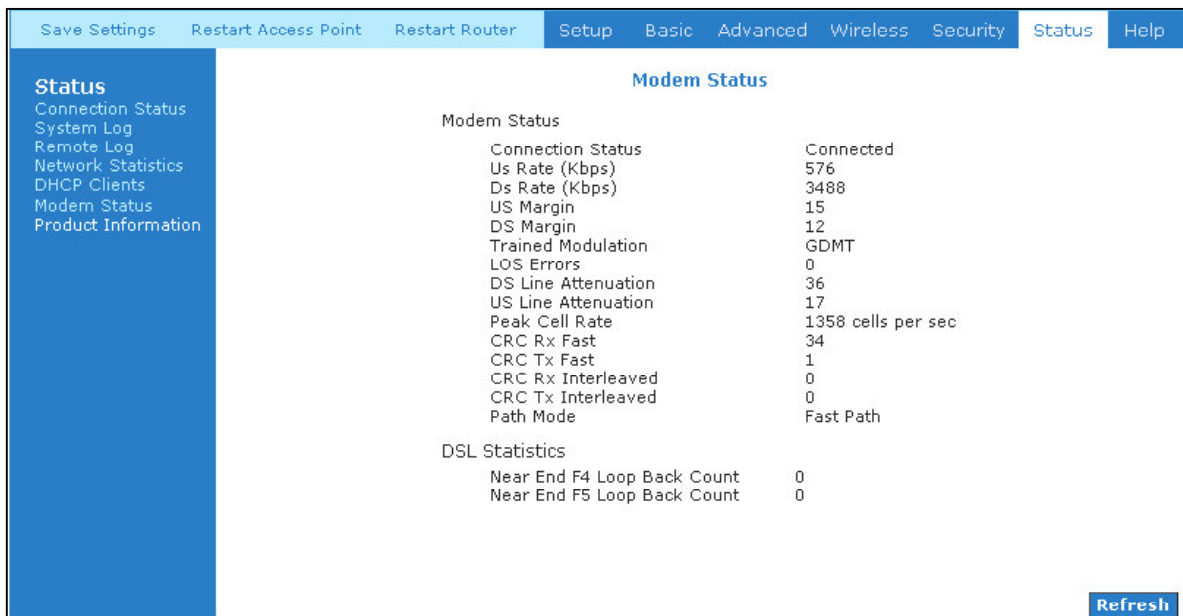 Save Settings Restart Access Point Restart Router Setup Basic Advanced Wireless Security Status Help
Status
Connection Status
System Log
Remote Log
Network Statistics
DHCP Clients
Modem Status
Product Information
Modem Status
Modem Status
Connection Status Connected
Us Rate (Kbps) 576
Ds Rate (Kbps) 3488
US Margin 15
DS Margin 12
Trained Modulation GDMT
LOS Errors 0
DS Line Attenuation 36
US Line Attenuation 17
Peak Cell Rate 1358 cells per sec
CRC Rx Fast 34
CRC Tx Fast 1
CRC Rx Interleaved 0
CRC Tx Interleaved 0
Path Mode Fast Path
DSL Statistics
Near End F4 Loop Back Count 0
Near End F5 Loop Back Count 0
Refresh